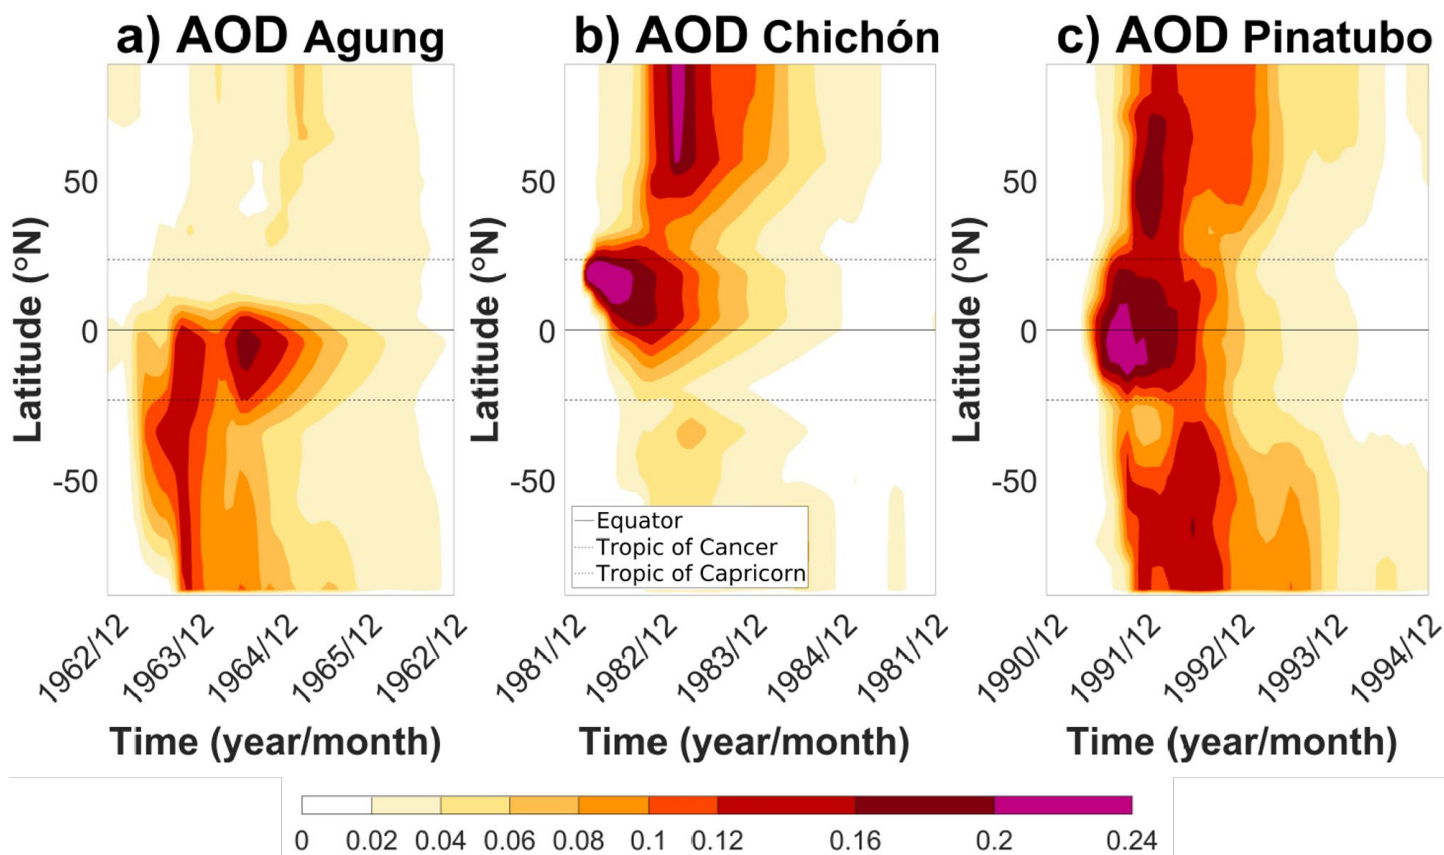 a) AOD Agung
b) AOD Chichón
c) AOD Pinatubo
Latitude (°N)
50
0
-50
1962/12
1963/12
1964/12
1965/12
1962/12
Time (year/month)
Latitude (°N)
50
0
-50
Equator
Tropic of Cancer
Tropic of Capricorn
1981/12
1982/12
1983/12
1984/12
1981/12
Time (year/month)
Latitude (°N)
50
0
-50
1990/12
1991/12
1992/12
1993/12
1994/12
Time (year/month)
0 0.02 0.04 0.06 0.08 0.1 0.12 0.16 0.2 0.24